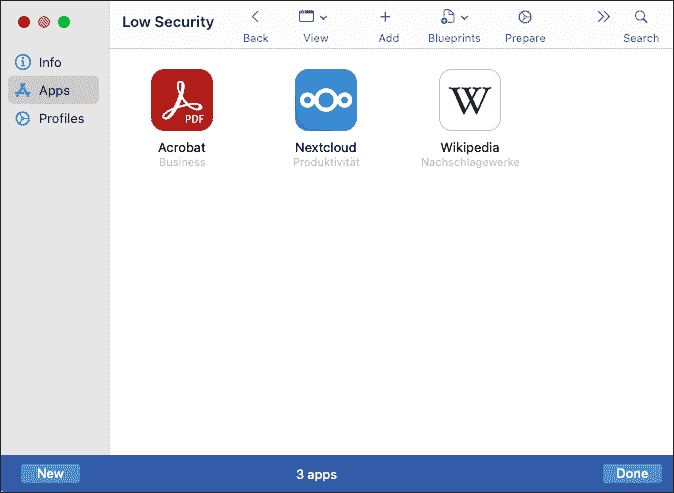 Low Security
Back
View
Add
Blueprints
Prepare
Search
Info
Apps
Profiles
PDF
Acrobat
Business
Nextcloud
Produktivität
W
Wikipedia
Nachschlagewerke
New
3 apps
Done